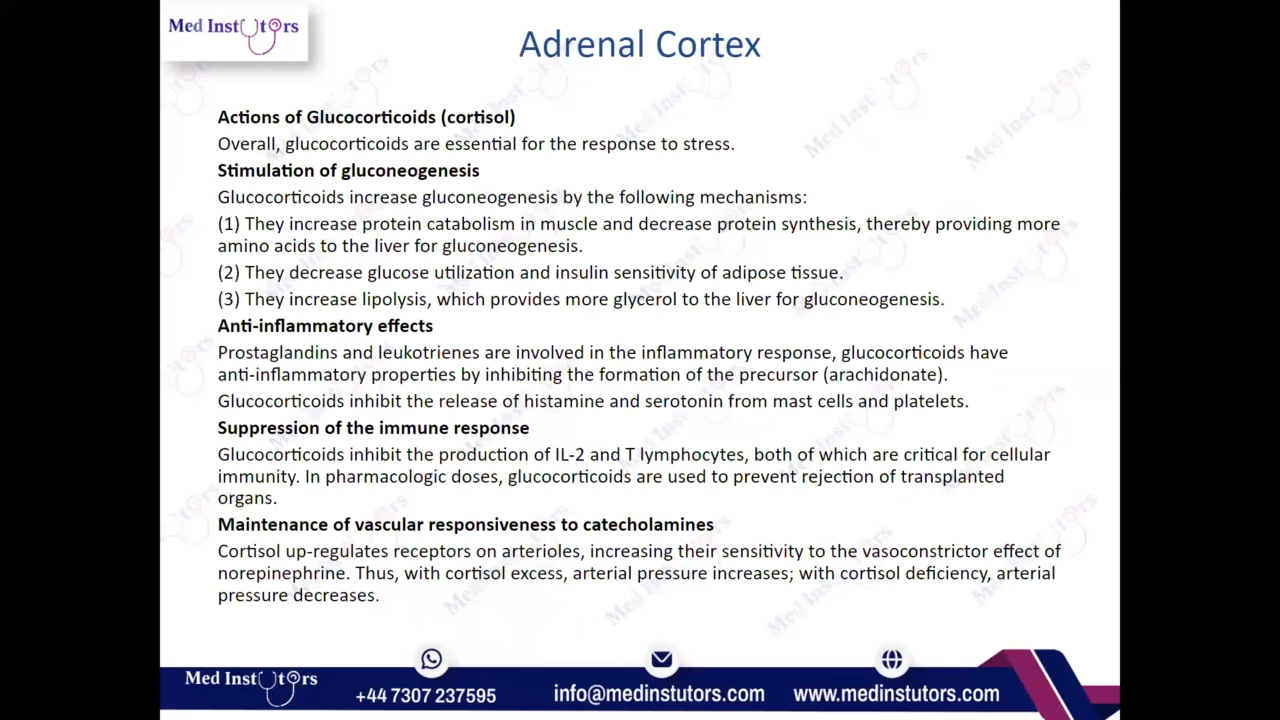 Med Instutors
Adrenal Cortex
Actions of Glucocorticoids (cortisol)
Overall, glucocorticoids are essential for the response to stress.
Stimulation of gluconeogenesis
Glucocorticoids increase gluconeogenesis by the following mechanisms:
(1) They increase protein catabolism in muscle and decrease protein synthesis, thereby providing more
amino acids to the liver for gluconeogenesis.
(2) They decrease glucose utilization and insulin sensitivity of adipose tissue.
(3) They increase lipolysis, which provides more glycerol to the liver for gluconeogenesis.
Anti-inflammatory effects
Prostaglandins and leukotrienes are involved in the inflammatory response, glucocorticoids have
anti-inflammatory properties by inhibiting the formation of the precursor (arachidonate).
Glucocorticoids inhibit the release of histamine and serotonin from mast cells and platelets.
Suppression of the immune response
Glucocorticoids inhibit the production of IL-2 and T lymphocytes, both of which are critical for cellular
immunity. In pharmacologic doses, glucocorticoids are used to prevent rejection of transplanted
organs.
Maintenance of vascular responsiveness to catecholamines
Cortisol up-regulates receptors on arterioles, increasing their sensitivity to the vasoconstrictor effect of
norepinephrine. Thus, with cortisol excess, arterial pressure increases; with cortisol deficiency, arterial
pressure decreases.
Med Instutors
+44 7307 237595
info@medinstutors.com
www.medinstutors.com